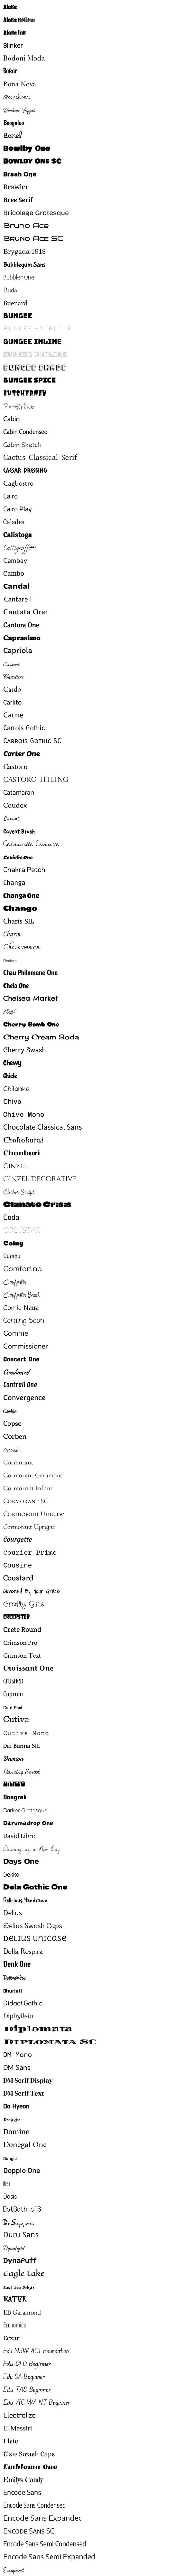 Blaka
Blaka Hollow
Blaka Ink
Blinker
Bodoni Moda
Bokor
Bona Nova
Bonbon
Bonheur Royale
Boogaloo
Borel
Bowlby One
Bowlby One SC
Braah One
Brawler
Bree Serif
Bricolage Grotesque
Bruno Ace
Bruno Ace SC
Brygada 1918
Bubblegum Sans
Bubbler One
Buda
Buenard
Bungee
Bungee Hairline
Bungee Inline
Bungee Outline
Bungee Shade
Bungee Spice
Butcherman
Butterfly Kids
Cabin
Cabin Condensed
Cabin Sketch
Cactus Classical Serif
Caesar Dressing
Cagliostro
Cairo
Cairo Play
Caladea
Calistoga
Calligraffitti
Cambay
Cambo
Candal
Cantarell
Cantata One
Cantora One
Caprasimo
Capriola
Caramel
Carattere
Cardo
Carlito
Carme
Carrois Gothic
Carrois Gothic SC
Carter One
Castoro
Castoro Titling
Catamaran
Caudex
Caveat
Caveat Brush
Cedarville Cursive
Ceviche One
Chakra Petch
Changa
Changa One
Chango
Charis SIL
Charm
Charmonman
Chau Philomene One
Chela One
Chelsea Market
Cherry Bomb One
Cherry Cream Soda
Cherry Swash
Chewy
Chicle
Chilanka
Chivo
Chivo Mono
Chocolate Classical Sans
Chokokutai
Chonburi
Cinzel
Cinzel Decorative
Clicker Script
Climate Crisis
Coda
Codystar
Coiny
Combo
Comfortaa
Comforter
Comforter Brush
Comic Neue
Coming Soon
Comme
Commissioner
Concert One
Condiment
Contrail One
Convergence
Cookie
Copse
Corben
Corinthia
Cormorant
Cormorant Garamond
Cormorant Infant
Cormorant SC
Cormorant Unicase
Cormorant Upright
Courgette
Courier Prime
Cousine
Coustard
Covered By Your Grace
Crafty Girls
Creepster
Crete Round
Crimson Pro
Crimson Text
Croissant One
Crushed
Cuprum
Cute Font
Cutive
Cutive Mono
Dai Banna SIL
Damion
Dancing Script
Danfo
Dangrek
Darker Grotesque
Darumadrop One
David Libre
Dawning of a New Day
Days One
Dekko
Dela Gothic One
Delicious Handrawn
Delius
Delius Swash Caps
Delius Unicase
Della Respira
Denk One
Devonshire
Dhurjati
Didact Gothic
Diphylleia
Diplomata
Diplomata SC
DM Mono
DM Sans
DM Serif Display
DM Serif Text
Do Hyeon
Dokdo
Domine
Donegal One
Dongle
Doppio One
Dorsa
Dosis
DotGothic16
Dr Sugiyama
Duru Sans
DynaPuff
Dynalight
Eagle Lake
East Sea Dokdo
Eater
EB Garamond
Economica
Eczar
Edu NSW ACT Foundation
Edu QLD Beginner
Edu SA Beginner
Edu TAS Beginner
Edu VIC WA NT Beginner
Electrolize
El Messiri
Elsie
Elsie Swash Caps
Emblema One
Emilys Candy
Encode Sans
Encode Sans Condensed
Encode Sans Expanded
Encode Sans SC
Encode Sans Semi Condensed
Encode Sans Semi Expanded
Engagement